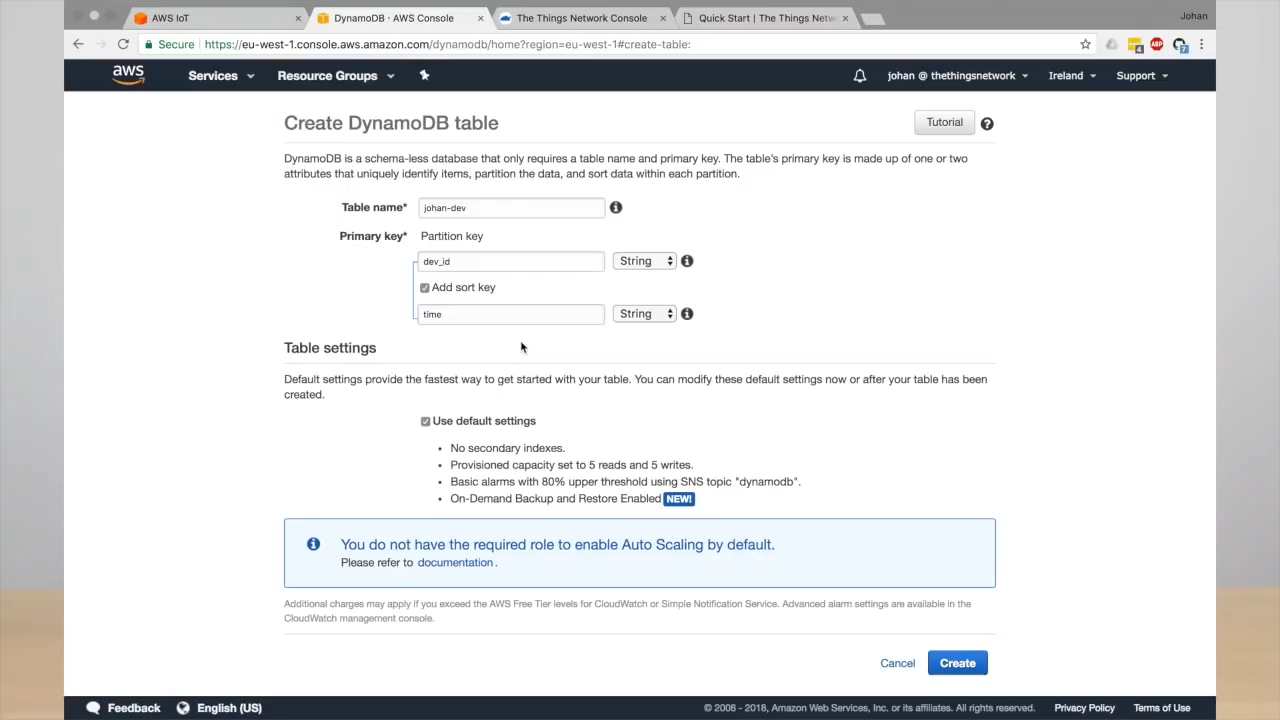 AWS IoT
DynamoDB · AWS Console
The Things Network Console
Quick Start | The Things Netw
Johan
Secure
https://eu-west-1.console.aws.amazon.com/dynamodb/home?region=eu-west-1#create-table:
4
ABP
7
aws
Services
Resource Groups
johan @ thethingsnetwork
Ireland
Support
Create DynamoDB table
Tutorial
DynamoDB is a schema-less database that only requires a table name and primary key. The table's primary key is made up of one or two
attributes that uniquely identify items, partition the data, and sort data within each partition.
Table name* johan-dev
Primary key* Partition key
dev_id String
Add sort key
time String
Table settings
Default settings provide the fastest way to get started with your table. You can modify these default settings now or after your table has been
created.
Use default settings
• No secondary indexes.
• Provisioned capacity set to 5 reads and 5 writes.
• Basic alarms with 80% upper threshold using SNS topic "dynamodb".
• On-Demand Backup and Restore Enabled NEW!
You do not have the required role to enable Auto Scaling by default.
Please refer to documentation.
Additional charges may apply if you exceed the AWS Free Tier levels for CloudWatch or Simple Notification Service. Advanced alarm settings are available in the
CloudWatch management console.
Cancel
Create
Feedback
English (US)
© 2008 - 2018, Amazon Web Services, Inc. or its affiliates. All rights reserved.
Privacy Policy
Terms of Use